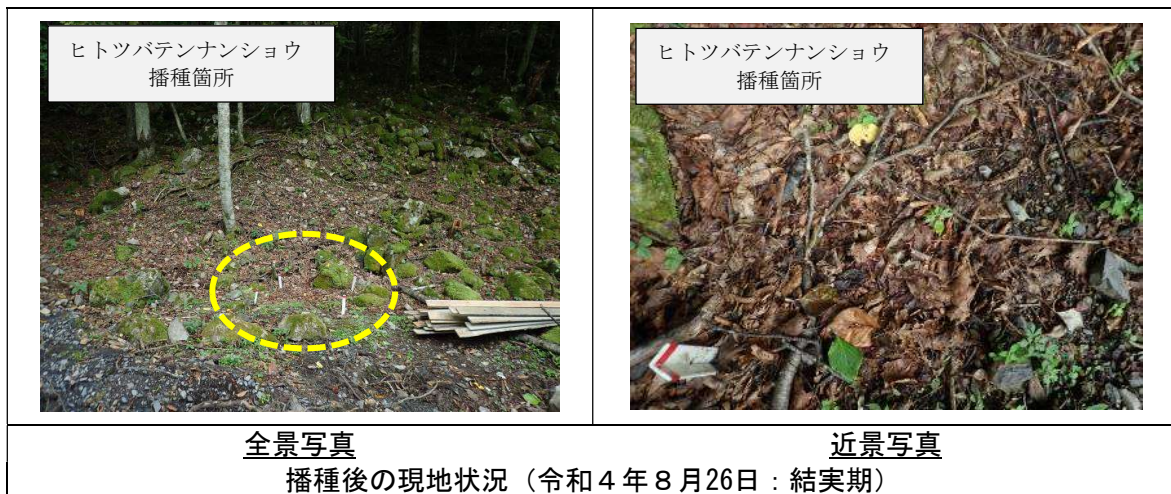 ヒトツバテンナンショウ
播種箇所
ヒトツバテンナンショウ
播種箇所
全景写真
近景写真
播種後の現地状況（令和４年８月26日：結実期）